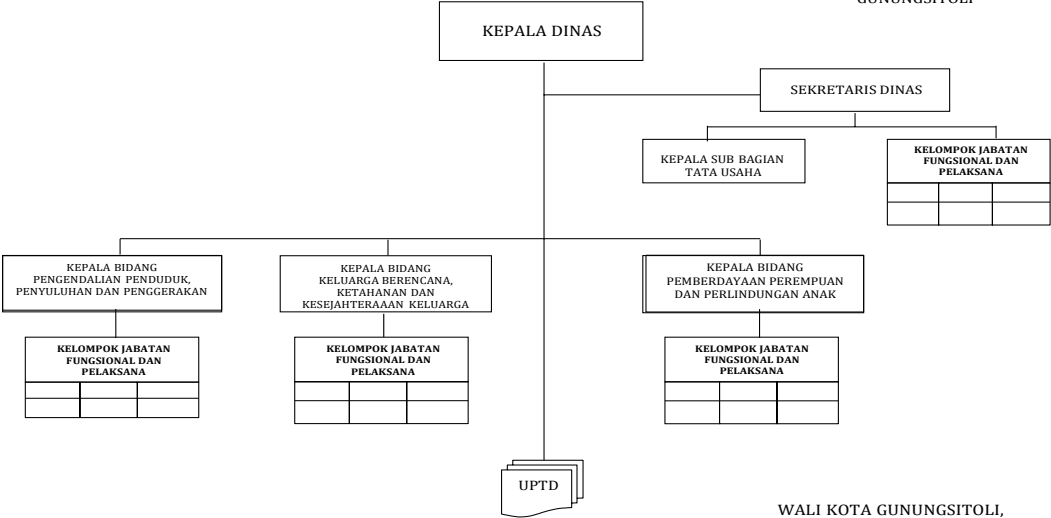 GUNUNGSITOLI
KEPALA DINAS
SEKRETARIS DINAS
KEPALA SUB BAGIAN
TATA USAHA
KELOMPOK JABATAN
FUNGSIONAL DAN
PELAKSANA
KEPALA BIDANG
PENGENDALIAN PENDUDUK,
PENYULUHAN DAN PENGGERAKAN
KEPALA BIDANG
KELUARGA BERENCANA,
KETAHANAN DAN
KESEJAHTERAAAN KELUARGA
KEPALA BIDANG
PEMBERDAYAAN PEREMPUAN
DAN PERLINDUNGAN ANAK
KELOMPOK JABATAN
FUNGSIONAL DAN
PELAKSANA
KELOMPOK JABATAN
FUNGSIONAL DAN
PELAKSANA
KELOMPOK JABATAN
FUNGSIONAL DAN
PELAKSANA
UPTD
WALI KOTA GUNUNGSITOLI,